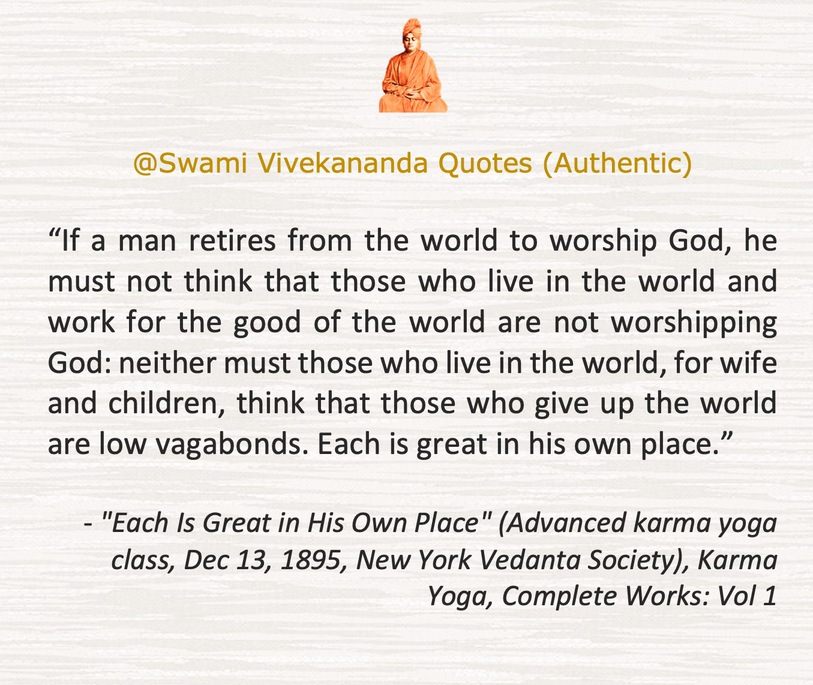 @Swami Vivekananda Quotes (Authentic)
“If a man retires from the world to worship God, he
must not think that those who live in the world and
work for the good of the world are not worshipping
God: neither must those who live in the world, for wife
and children, think that those who give up the world
are low vagabonds. Each is great in his own place.”
- "Each Is Great in His Own Place" (Advanced karma yoga
class, Dec 13, 1895, New York Vedanta Society), Karma
Yoga, Complete Works: Vol 1